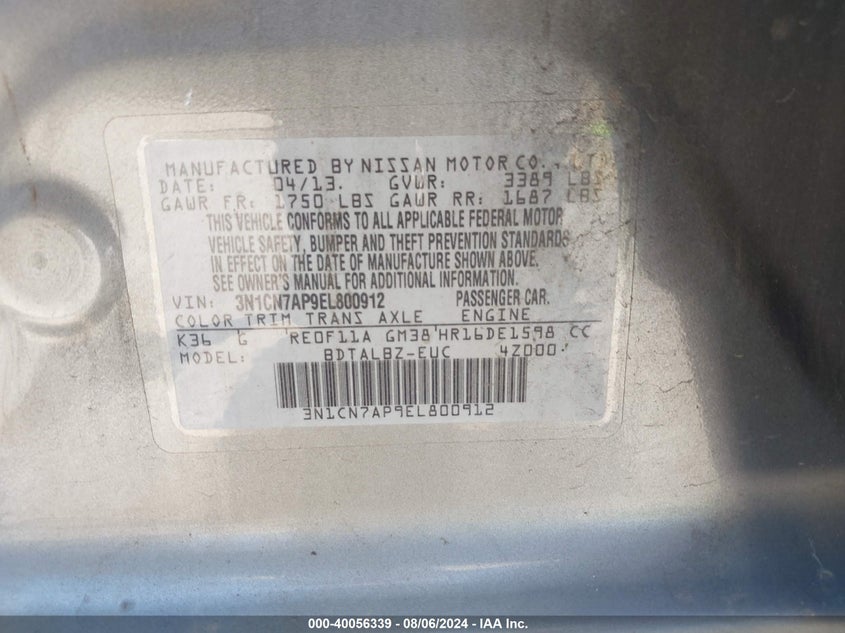 MANUFACTURED BY NISSAN MOTOR CO., LT
DATE: 04/13. GVWR: 3389 LBS
GAWR FR: 1750 LBS GAWR RR: 1687 LBS
THIS VEHICLE CONFORMS TO ALL APPLICABLE FEDERAL MOTOR
VEHICLE SAFETY, BUMPER AND THEFT PREVENTION STANDARDS
IN EFFECT ON THE DATE OF MANUFACTURE SHOWN ABOVE.
SEE OWNER'S MANUAL FOR ADDITIONAL INFORMATION.
VIN: 3N1CN7AP9EL800912 PASSENGER CAR.
COLOR TRIM TRANS AXLE ENGINE
K36 G RE0F11A GM38 HR16DE1598 CC
MODEL: BDTALBZ-EUC 4Z000
3N1CN7AP9EL800912
000-40056339 - 08/06/2024 - IAA Inc.